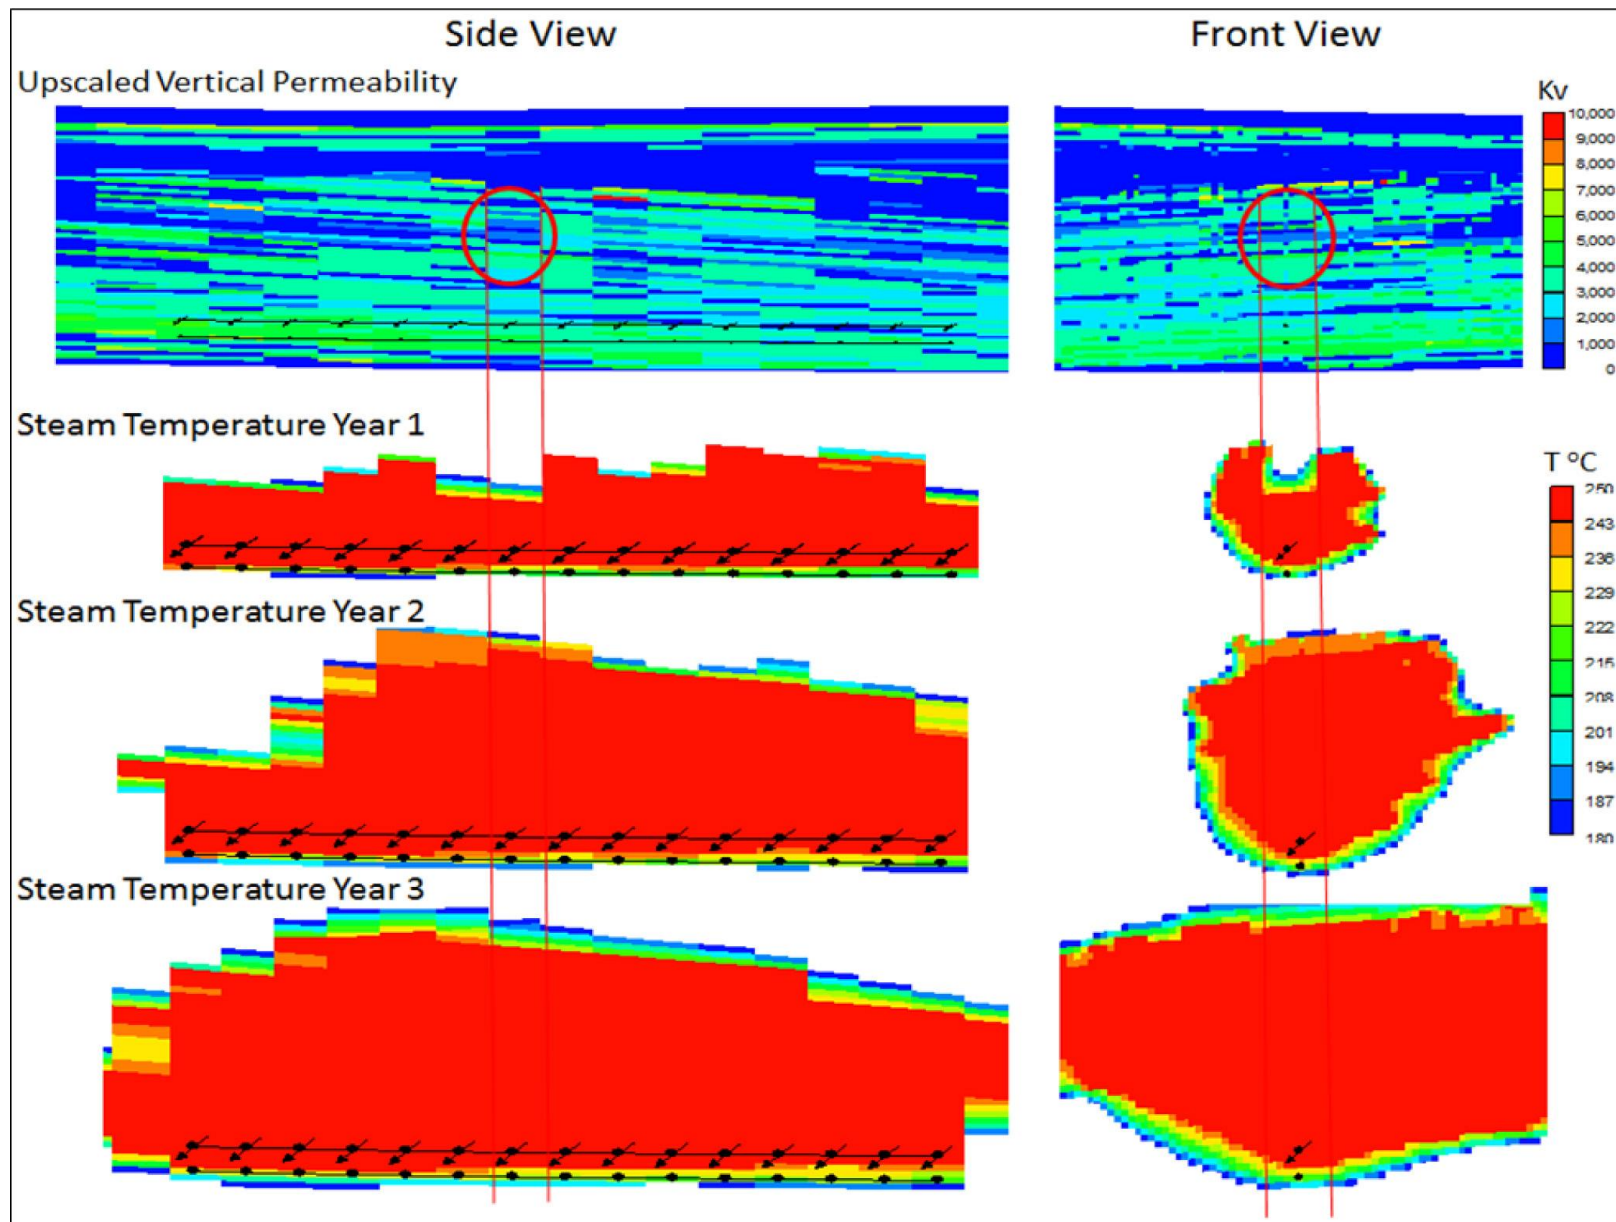 Side View
Front View
Upscaled Vertical Permeability
Kv
10,000
9,000
8,000
7,000
6,000
5,000
4,000
3,000
2,000
1,000
0
Steam Temperature Year 1
T °C
250
243
236
229
222
215
208
201
194
187
180
Steam Temperature Year 2
Steam Temperature Year 3